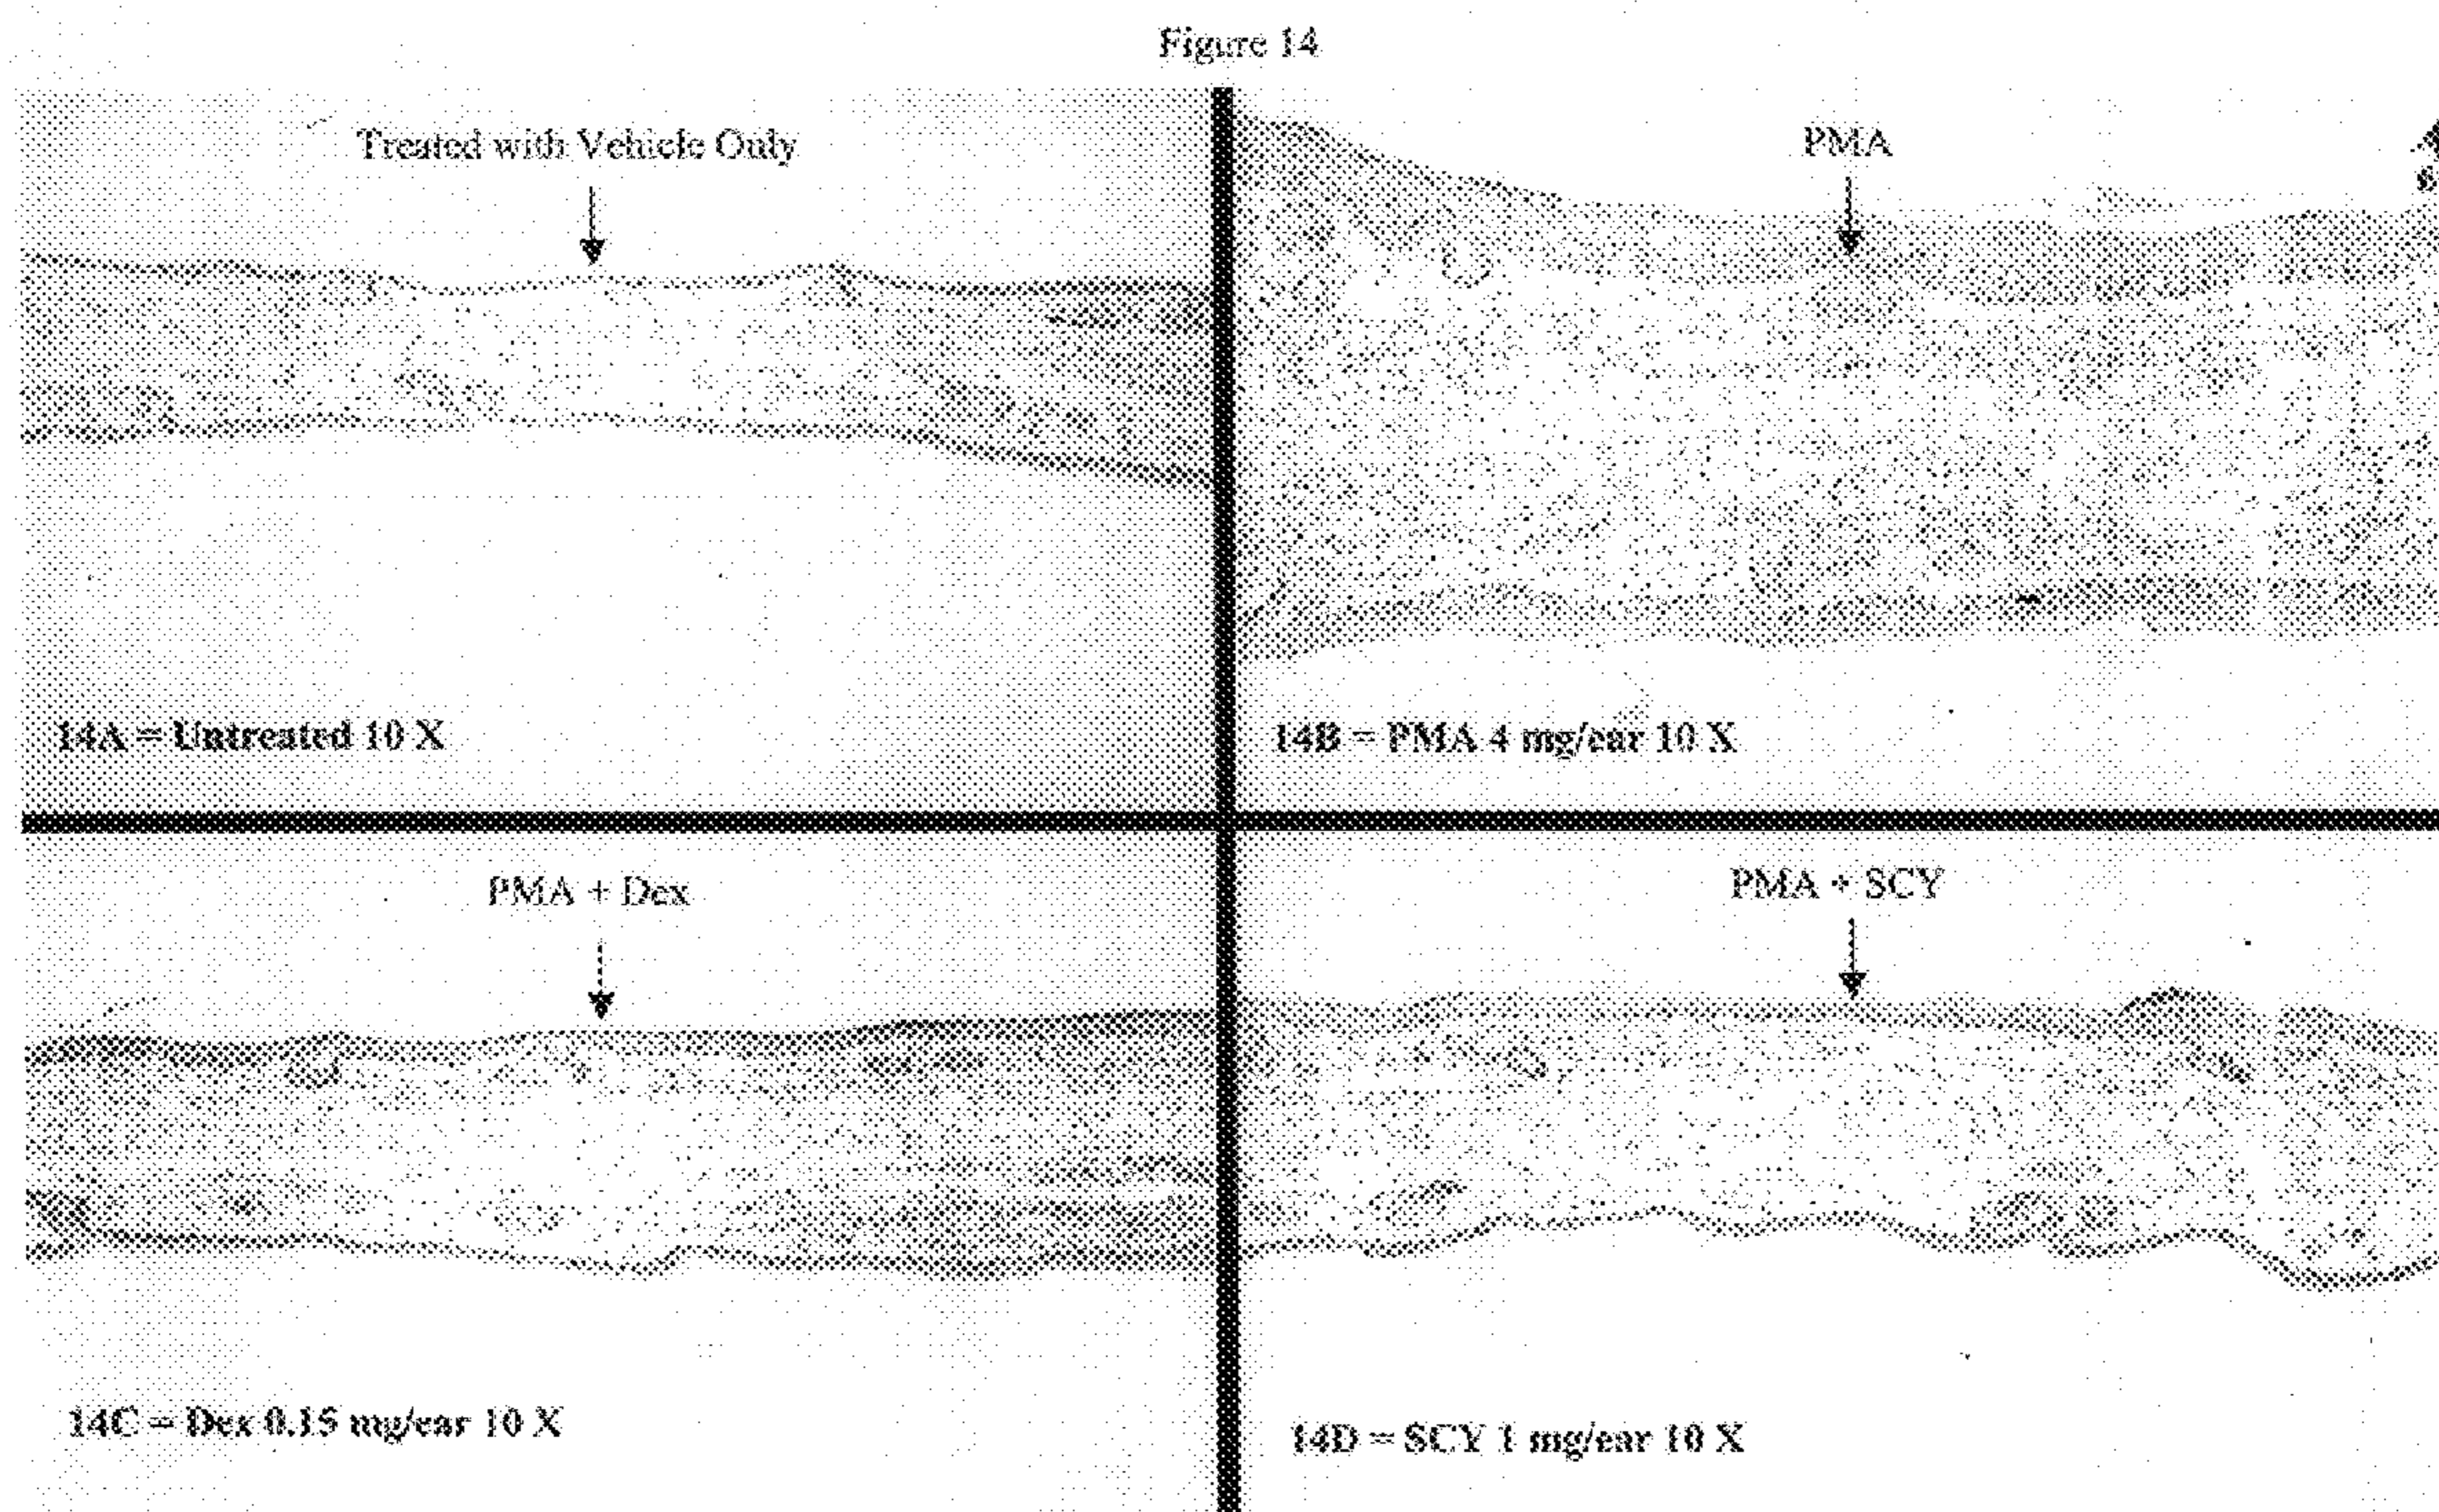 Figure 14
Treated with Vehicle Only
PMA
14A = Untreated 10 X
14B = PMA 4 mg/ear 10 X
PMA + Dex
PMA + SCY
14C = Dex 0.15 mg/ear 10 X
14D = SCY 1 mg/ear 10 X